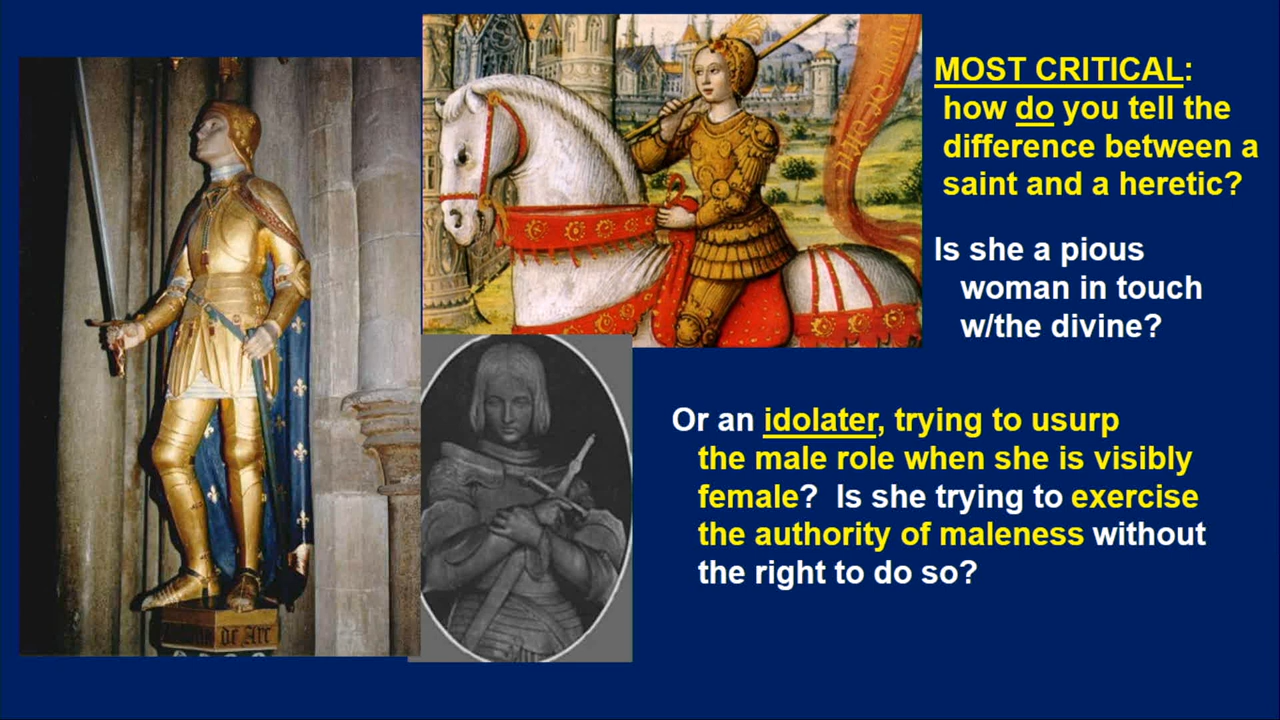 MOST CRITICAL:
how do you tell the
difference between a
saint and a heretic?
Is she a pious
woman in touch
w/the divine?
Or an idolater, trying to usurp
the male role when she is visibly
female? Is she trying to exercise
the authority of maleness without
the right to do so?
de Arc